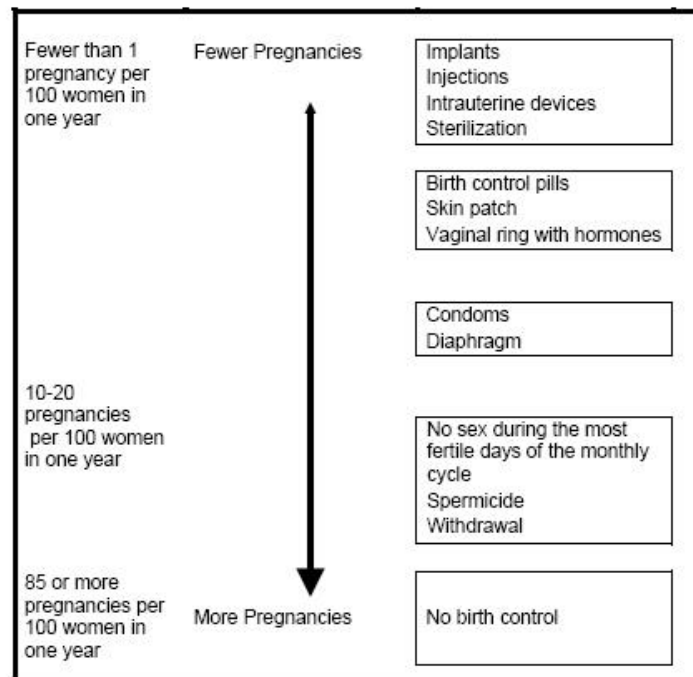 Fewer than 1
pregnancy per
100 women in
one year
Fewer Pregnancies
Implants
Injections
Intrauterine devices
Sterilization
Birth control pills
Skin patch
Vaginal ring with hormones
Condoms
Diaphragm
10-20
pregnancies
per 100 women
in one year
No sex during the most
fertile days of the monthly
cycle
Spermicide
Withdrawal
85 or more
pregnancies per
100 women in
one year
More Pregnancies
No birth control